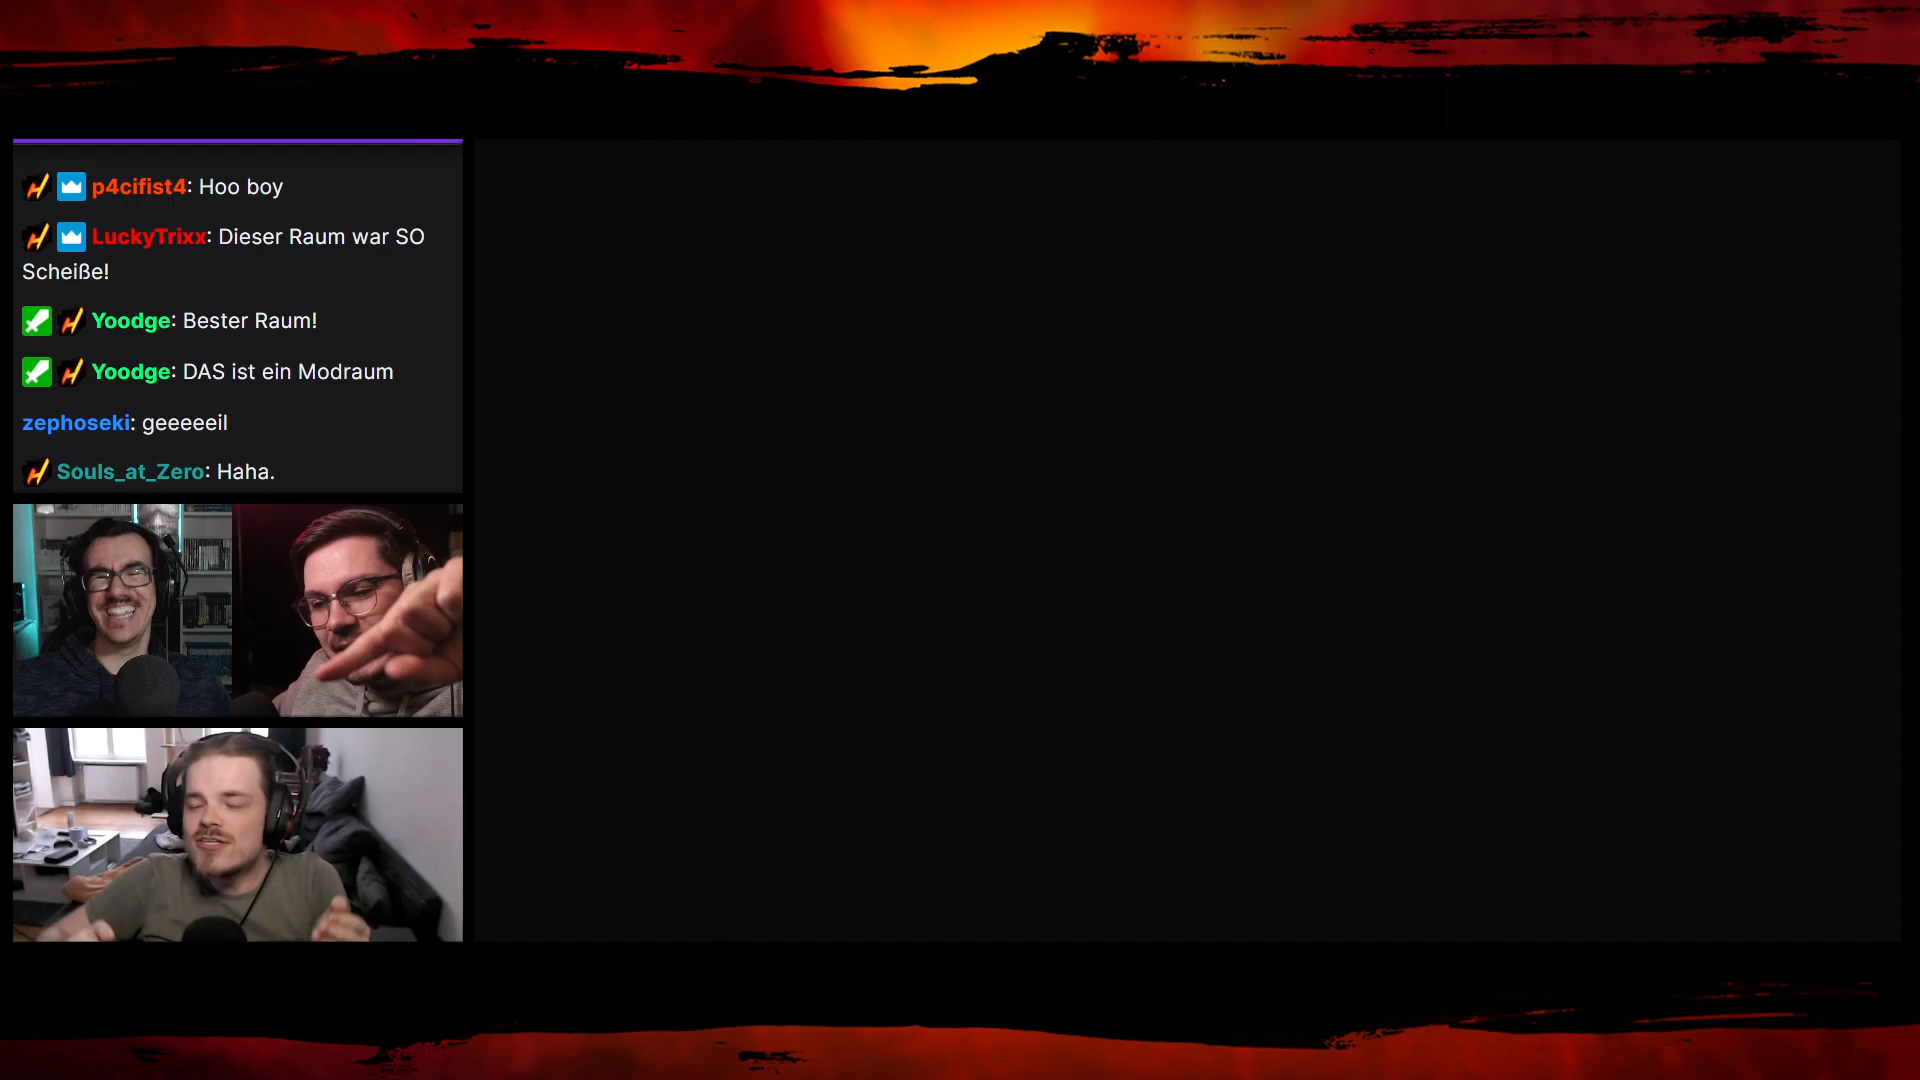 p4cifist4: Hoo boy
LuckyTrixx: Dieser Raum war SO
Scheiße!
Yoodge: Bester Raum!
Yoodge: DAS ist ein Modraum
zephoseki: geeeeeil
Souls_at_Zero: Haha.